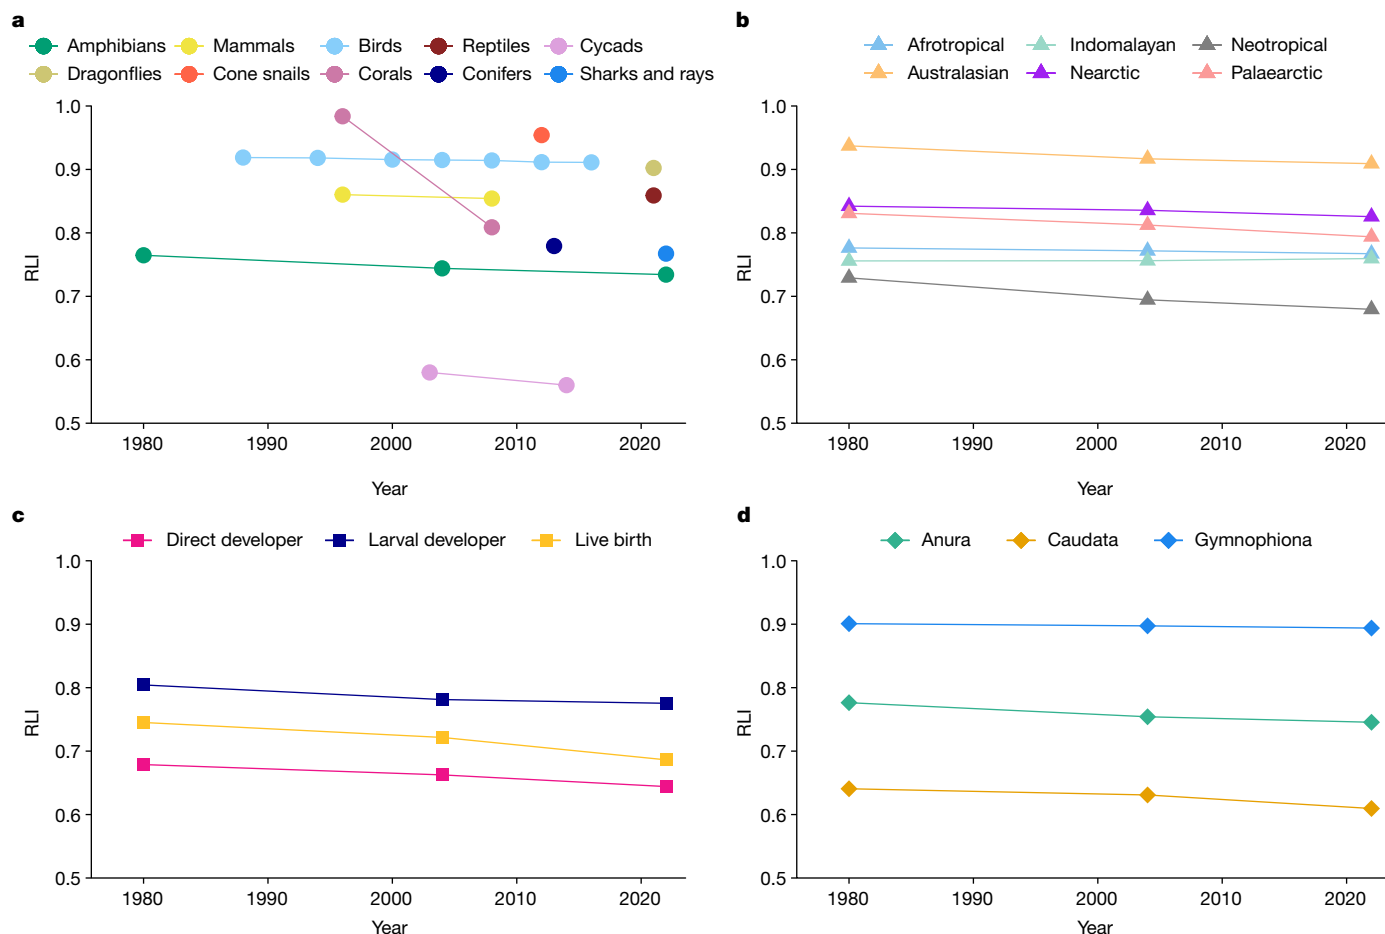 a
Amphibians Mammals Birds Reptiles Cycads
Dragonflies Cone snails Corals Conifers Sharks and rays
1.0
0.9
0.8
0.7
0.6
0.5
RLI
1980 1990 2000 2010 2020
Year
b
Afrotropical Indomalayan Neotropical
Australasian Nearctic Palaearctic
1.0
0.9
0.8
0.7
0.6
0.5
RLI
1980 1990 2000 2010 2020
Year
c
Direct developer Larval developer Live birth
1.0
0.9
0.8
0.7
0.6
0.5
RLI
1980 1990 2000 2010 2020
Year
d
Anura Caudata Gymnophiona
1.0
0.9
0.8
0.7
0.6
0.5
RLI
1980 1990 2000 2010 2020
Year